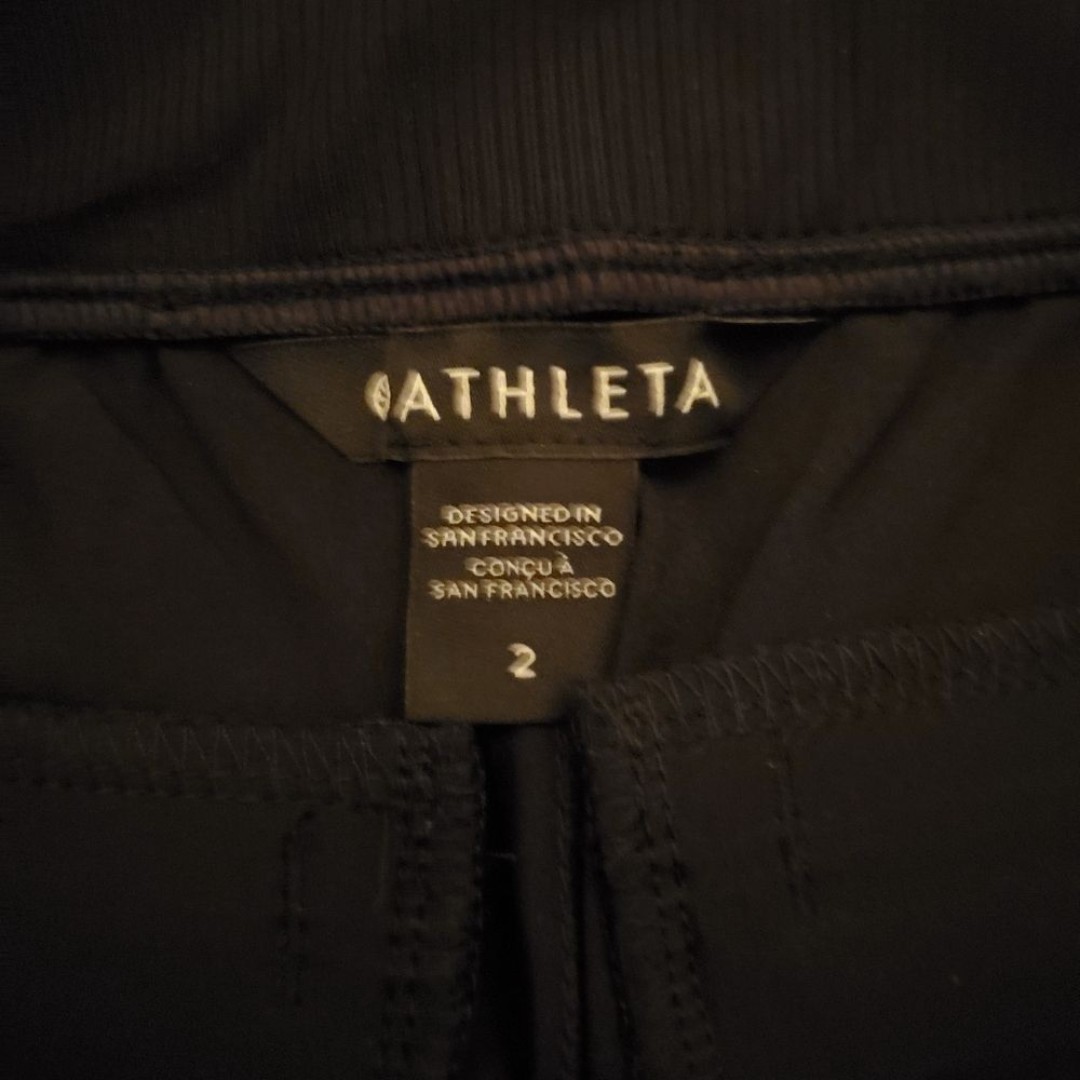 ATHLETA
DESIGNED IN
SAN FRANCISCO
CONÇU À
SAN FRANCISCO
2